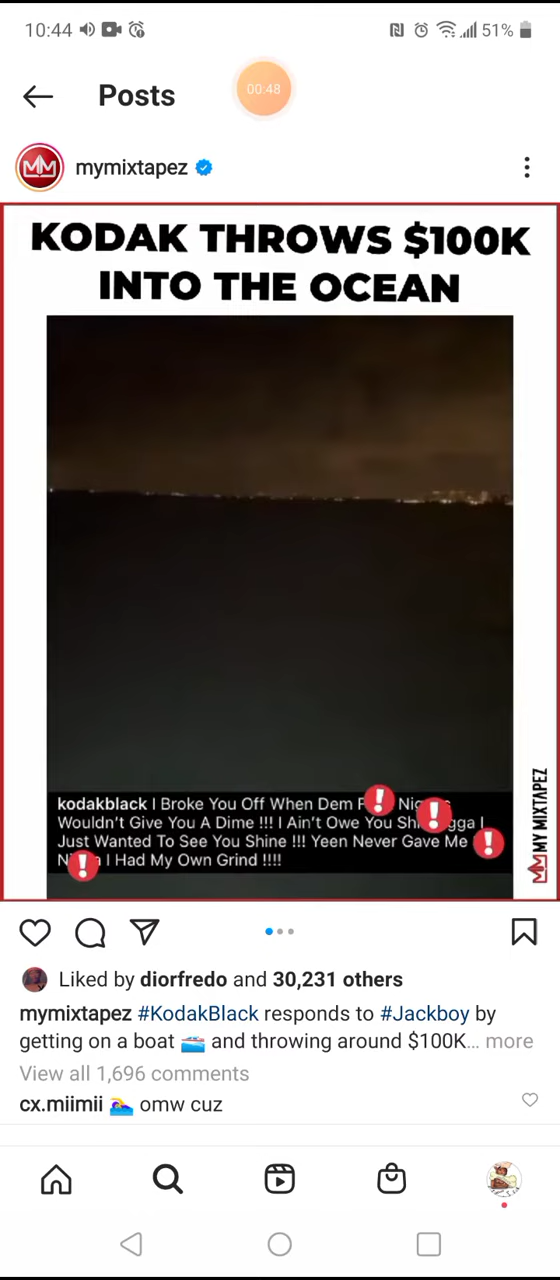 10:44
51%
Posts
00:48
mymixtapez
KODAK THROWS $100K
INTO THE OCEAN
kodakblack I Broke You Off When Dem
Wouldn't Give You A Dime !!! I Ain't Owe You
Just Wanted To See You Shine !!! Yeen Never Gave Me
I Had My Own Grind !!!!
MY MIXTAPEZ
Liked by diorfredo and 30,231 others
mymixtapez #KodakBlack responds to #Jackboy by
getting on a boat 🚤 and throwing around $100K... more
View all 1,696 comments
cx.miimii 🏊‍♀️ omw cuz